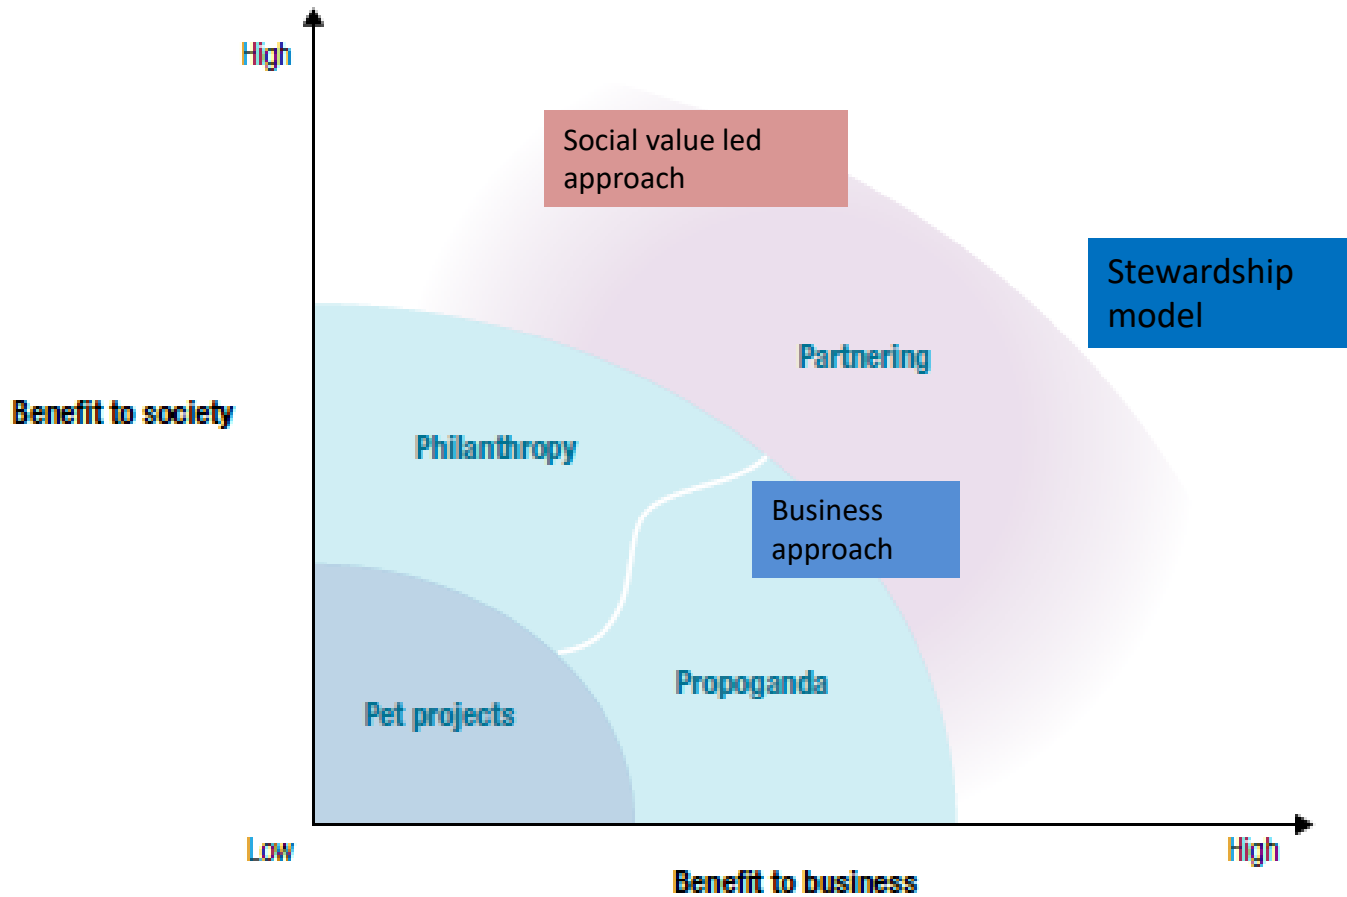 High
Social value led
approach
Stewardship
model
Partnering
Benefit to society
Philanthropy
Business
approach
Propoganda
Pet projects
Low
High
Benefit to business